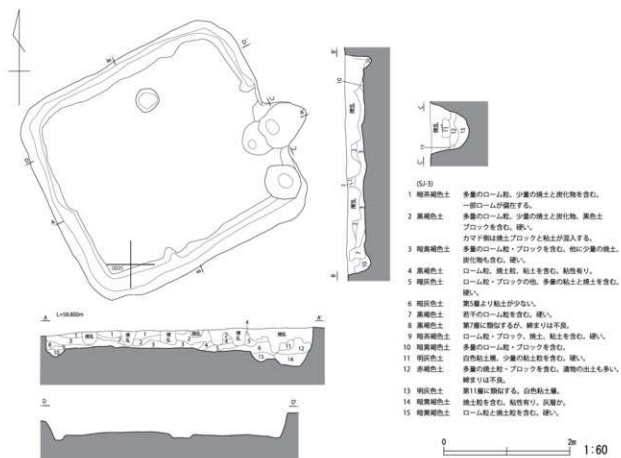 (SJ-3)
1 暗茶褐色土 多量のローム粒、少量の焼土と炭化物を含む。
一部ロームが偏在する。
2 黒褐色土 多量のローム粒、少量の焼土と炭化物、黒色土
ブロックを含む。硬い。
カマド側は焼土ブロックと粘土が混入する。
3 暗黄褐色土 多量のローム粒・ブロックを含む。他に少量の焼土、
炭化物も含む。硬い。
4 黒褐色土 ローム粒、焼土粒、粘土を含む。粘性有り。
5 暗灰色土 ローム粒・ブロックの他、多量の粘土と焼土を含む。
硬い。
6 暗灰色土 第5層より粘土が少ない。
7 黒褐色土 若干のローム粒を含む。硬い。
8 黒褐色土 第7層に類似するが、締まりは不良。
9 暗茶褐色土 ローム粒・ブロック、焼土、粘土を含む。硬い。
10 暗黄褐色土 多量のローム粒・ブロックを含む。
11 明灰色土 白色粘土層。少量の粘土粒を含む。硬い。
12 赤褐色土 多量の焼土粒・ブロックを含む。遺物の出土も多い。
締まりは不良。
13 明灰色土 第11層に類似する。白色粘土層。
14 暗黄褐色土 焼土粒を含む。粘性有り。灰層か。
15 暗黄褐色土 ローム粒と焼土粒を含む。硬い。
A L=58.800m A'
D D'
0 2m 1:60